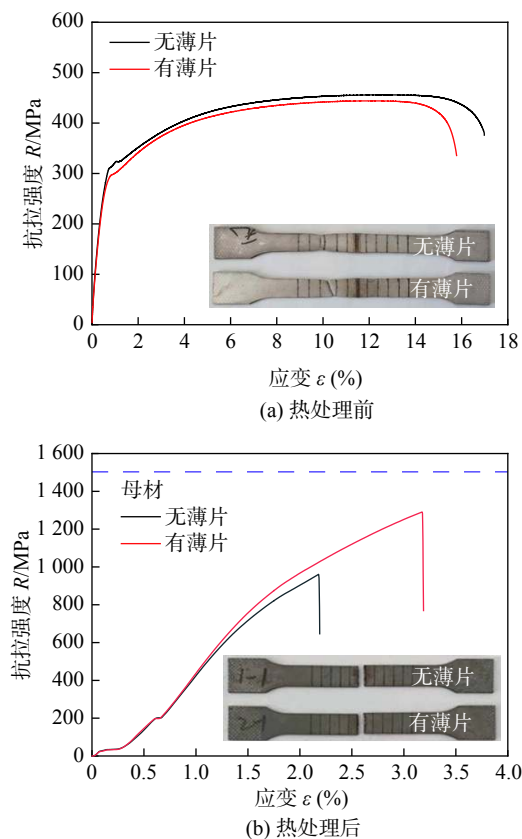 600
500
400
300
200
100
0
抗拉强度 R/MPa
无薄片
有薄片
无薄片
有薄片
0 2 4 6 8 10 12 14 16 18
应变 ε (%)
(a) 热处理前
1 600
1 400
1 200
1 000
800
600
400
200
0
抗拉强度 R/MPa
母材
无薄片
有薄片
1-1
无薄片
有薄片
0 0.5 1.0 1.5 2.0 2.5 3.0 3.5 4.0
应变 ε (%)
(b) 热处理后